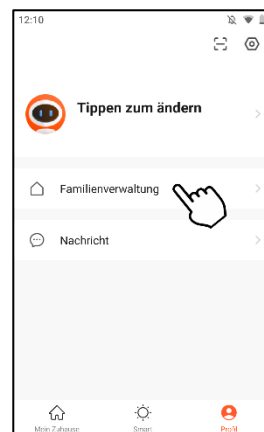 12:10
Tippen zum ändern
Familienverwaltung
Nachricht
Mein Zuhause
Smart
Profil